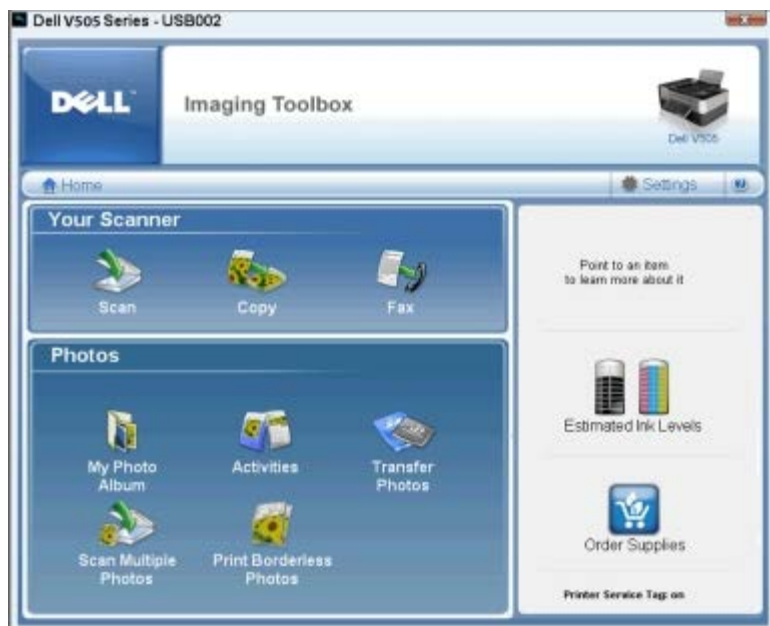 Dell V505 Series - USB002
DELL
Imaging Toolbox
Dell V505
Home
Settings
Your Scanner
Scan
Copy
Fax
Photos
My Photo
Album
Activities
Transfer
Photos
Scan Multiple
Photos
Print Borderless
Photos
Point to an item
to learn more about it
Estimated Ink Levels
Order Supplies
Printer Service Tag: on